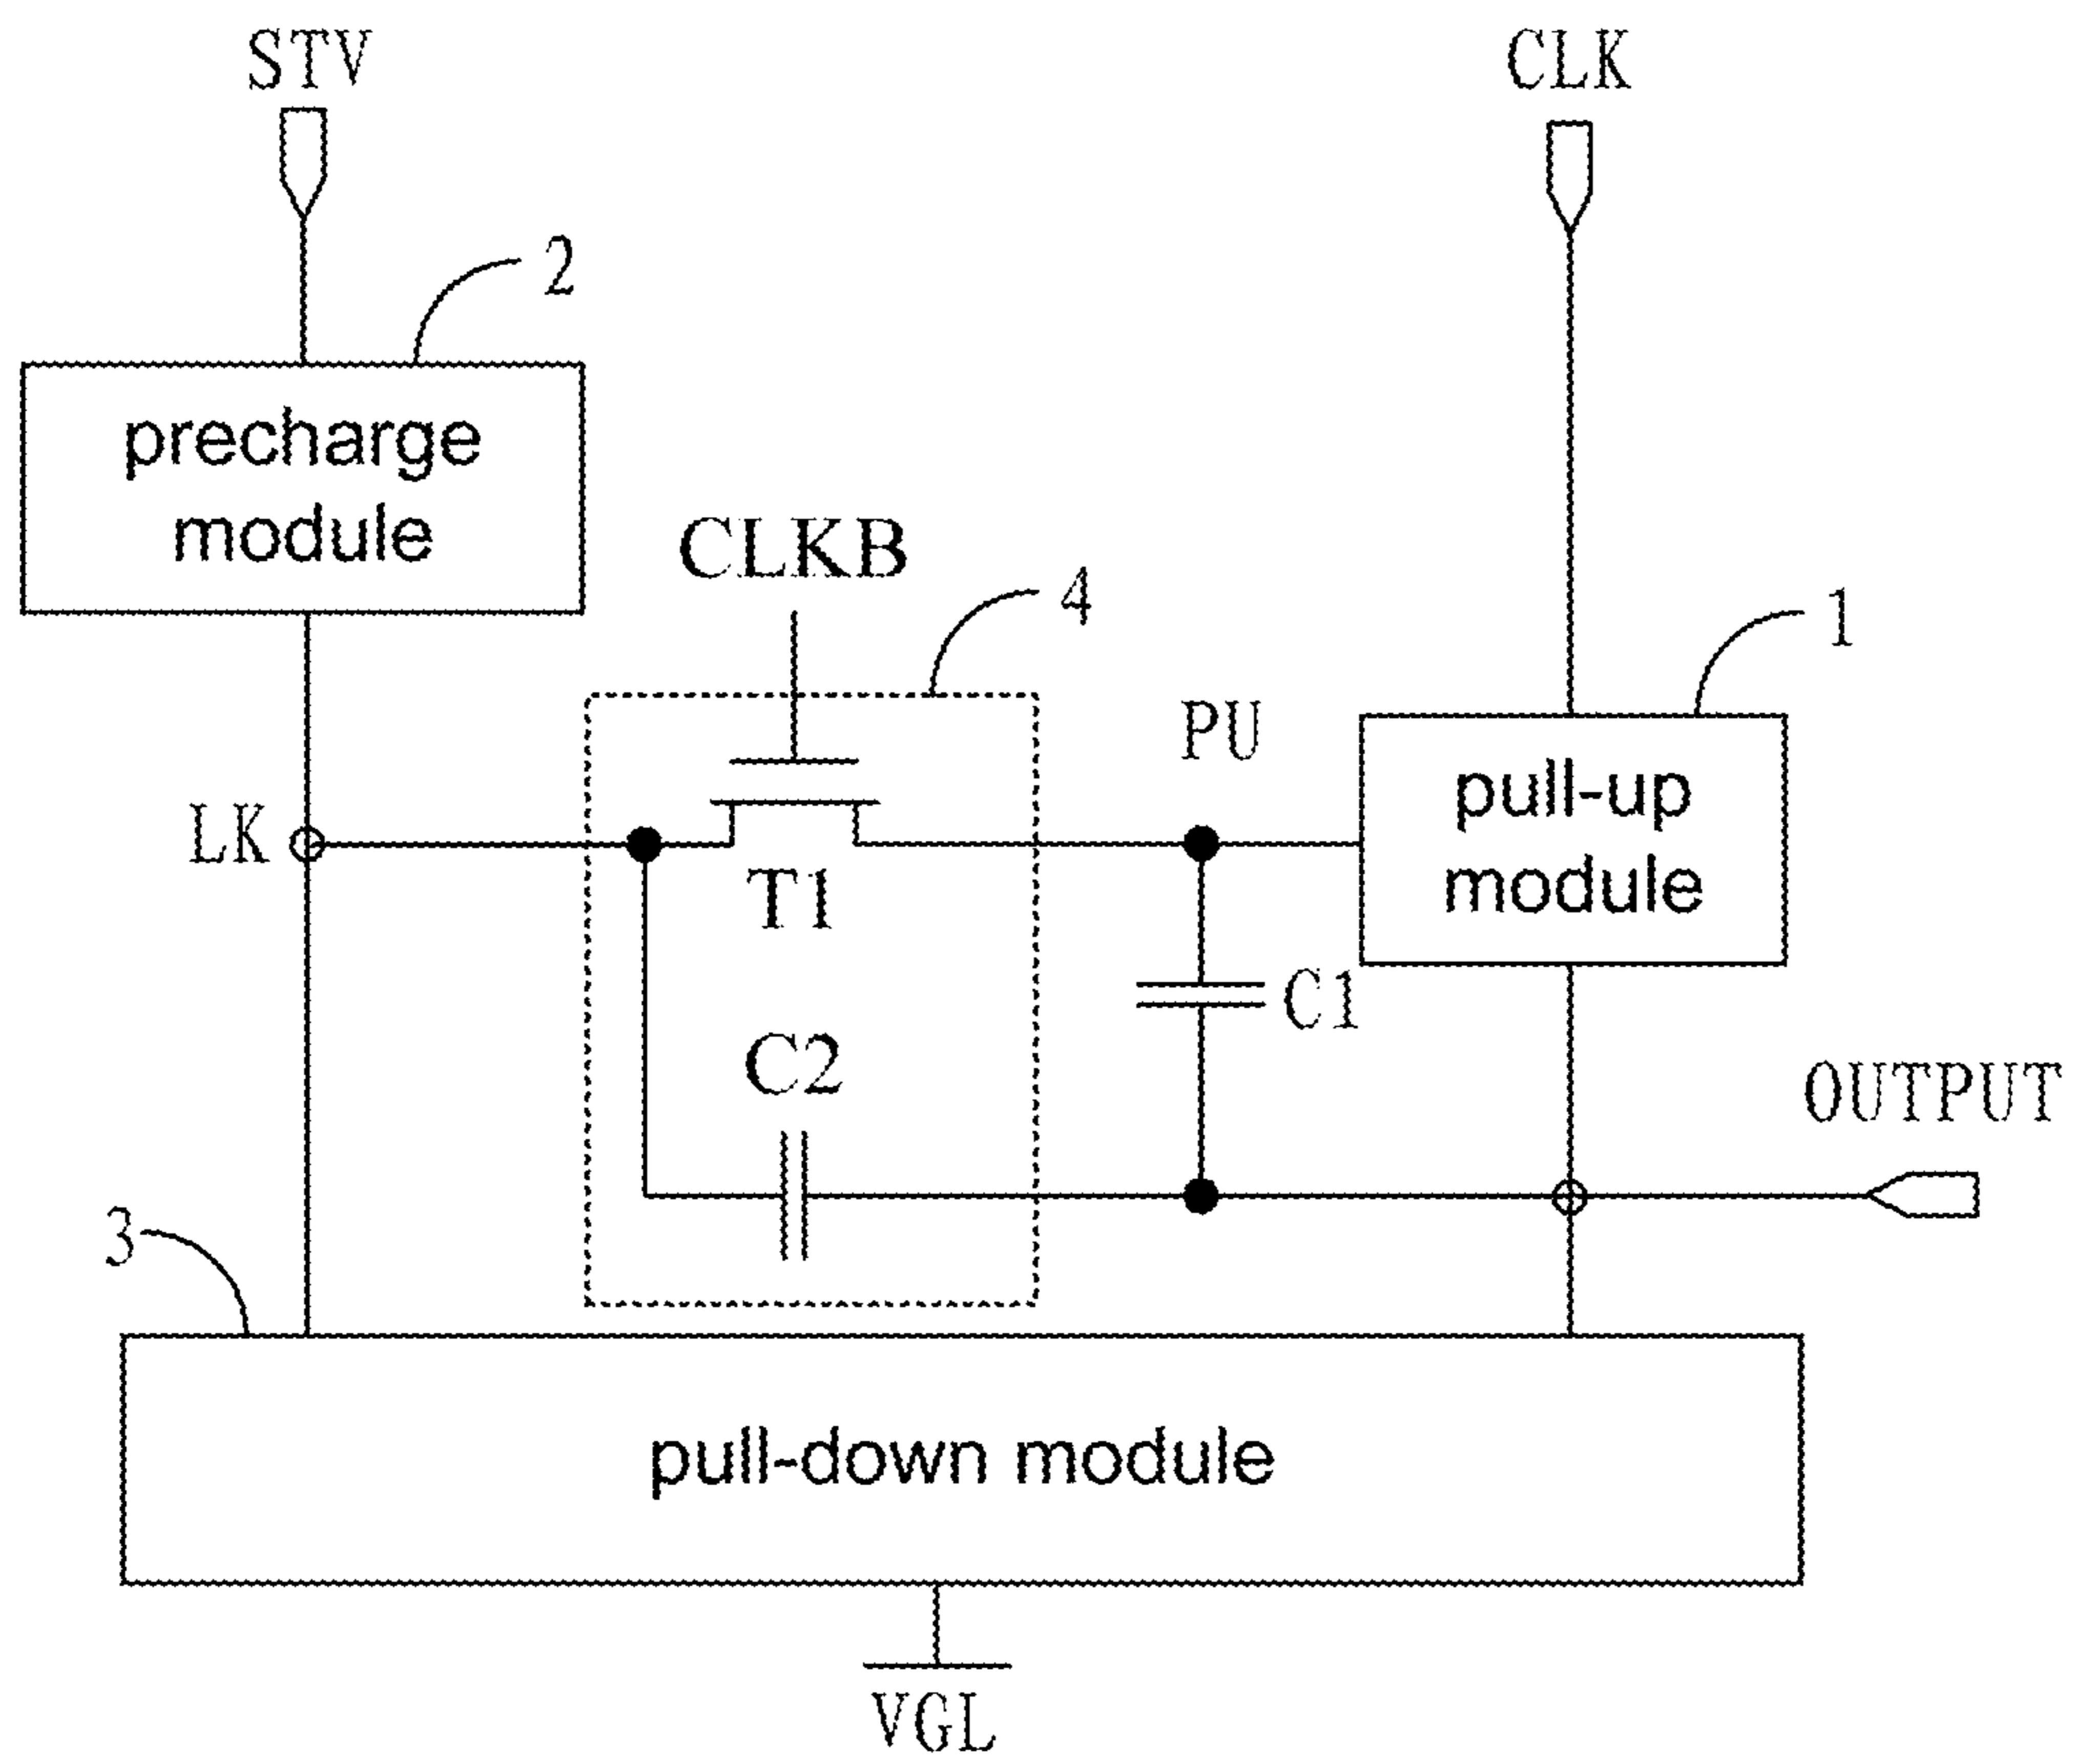 STV
CLK
2
precharge
module
CLKB
4
1
PU
pull-up
module
LK
T1
C1
C2
OUTPUT
3
pull-down module
VGL